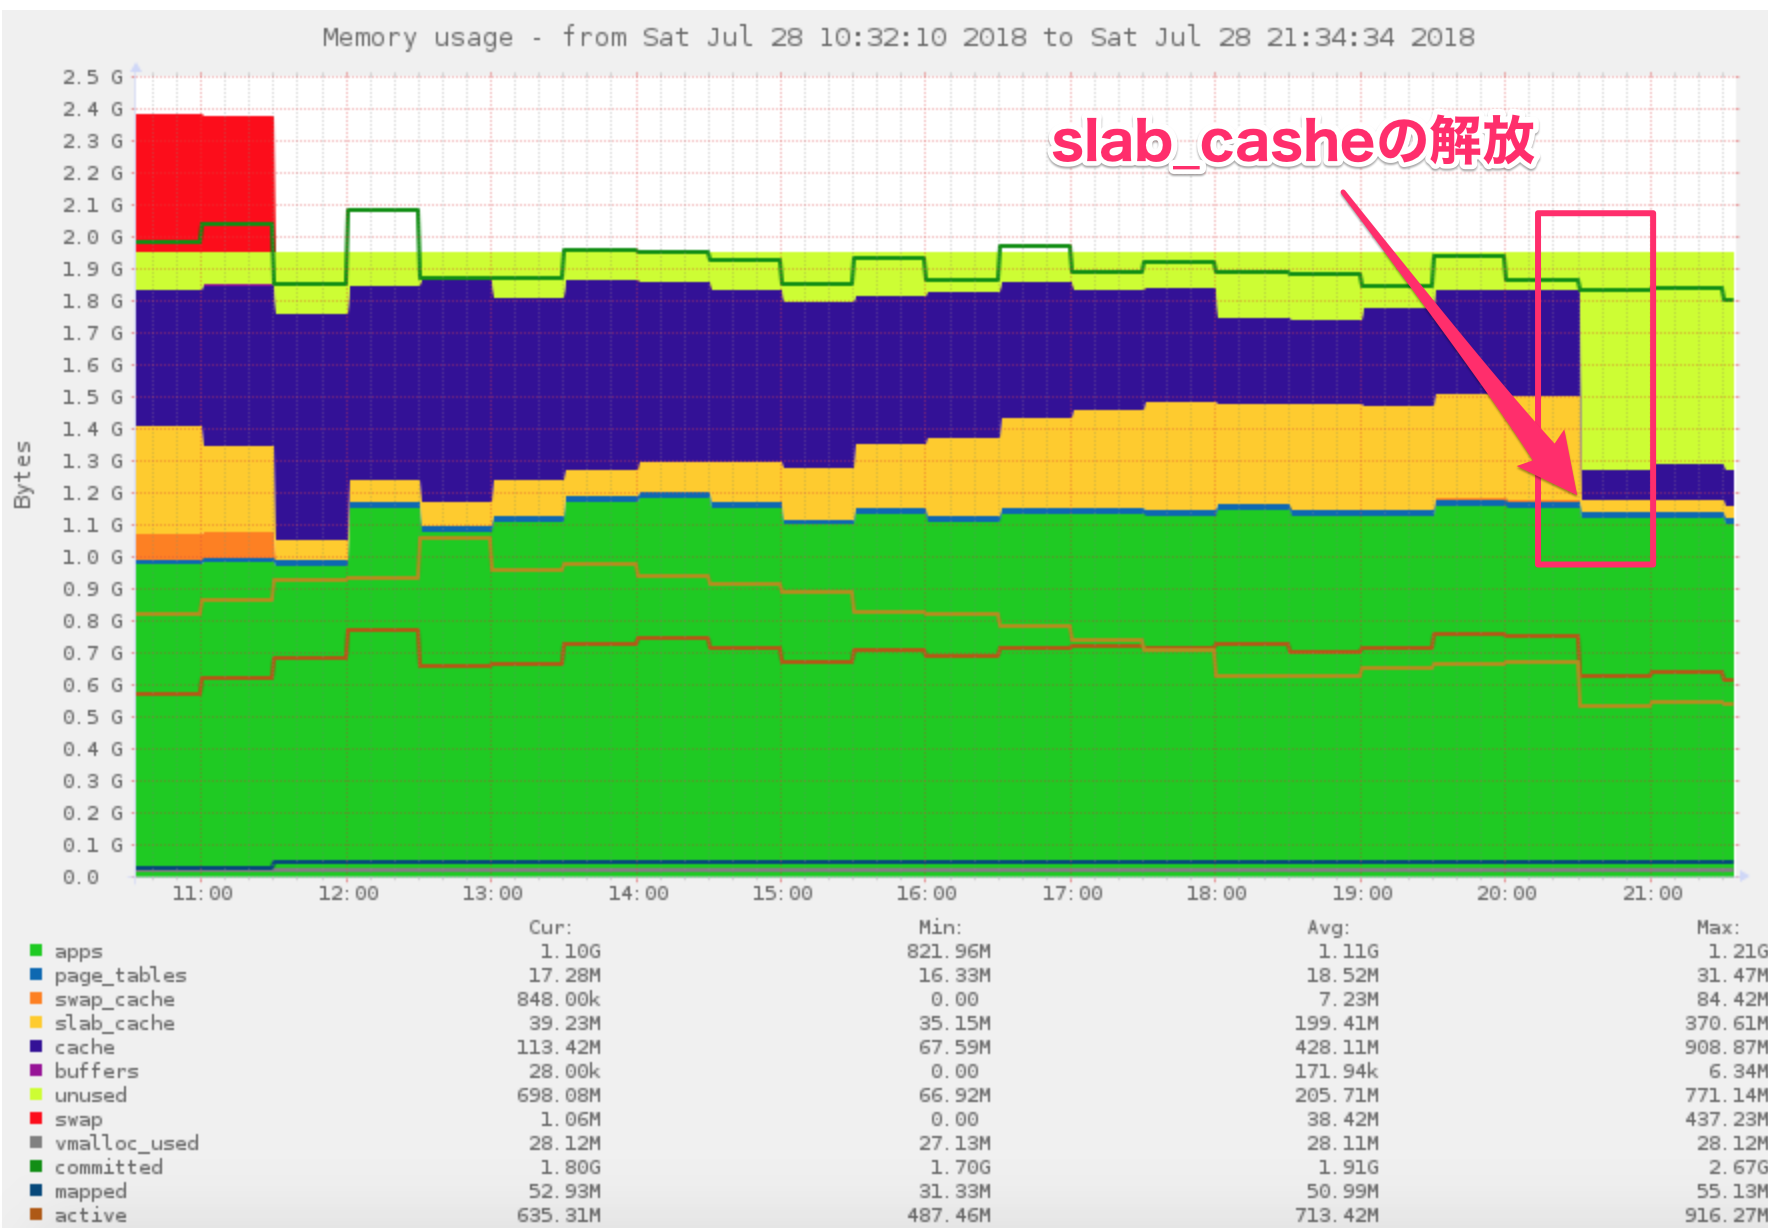 Memory usage - from Sat Jul 28 10:32:10 2018 to Sat Jul 28 21:34:34 2018
slab_casheの解放
Bytes
2.5 G
2.4 G
2.3 G
2.2 G
2.1 G
2.0 G
1.9 G
1.8 G
1.7 G
1.6 G
1.5 G
1.4 G
1.3 G
1.2 G
1.1 G
1.0 G
0.9 G
0.8 G
0.7 G
0.6 G
0.5 G
0.4 G
0.3 G
0.2 G
0.1 G
0.0
11:00 12:00 13:00 14:00 15:00 16:00 17:00 18:00 19:00 20:00 21:00
Cur: Min: Avg: Max:
apps 1.10G 821.96M 1.11G 1.21G
page_tables 17.28M 16.33M 18.52M 31.47M
swap_cache 848.00k 0.00 7.23M 84.42M
slab_cache 39.23M 35.15M 199.41M 370.61M
cache 113.42M 67.59M 428.11M 908.87M
buffers 28.00k 0.00 171.94k 6.34M
unused 698.08M 66.92M 205.71M 771.14M
swap 1.06M 0.00 38.42M 437.23M
vmalloc_used 28.12M 27.13M 28.11M 28.12M
committed 1.80G 1.70G 1.91G 2.67G
mapped 52.93M 31.33M 50.99M 55.13M
active 635.31M 487.46M 713.42M 916.27M